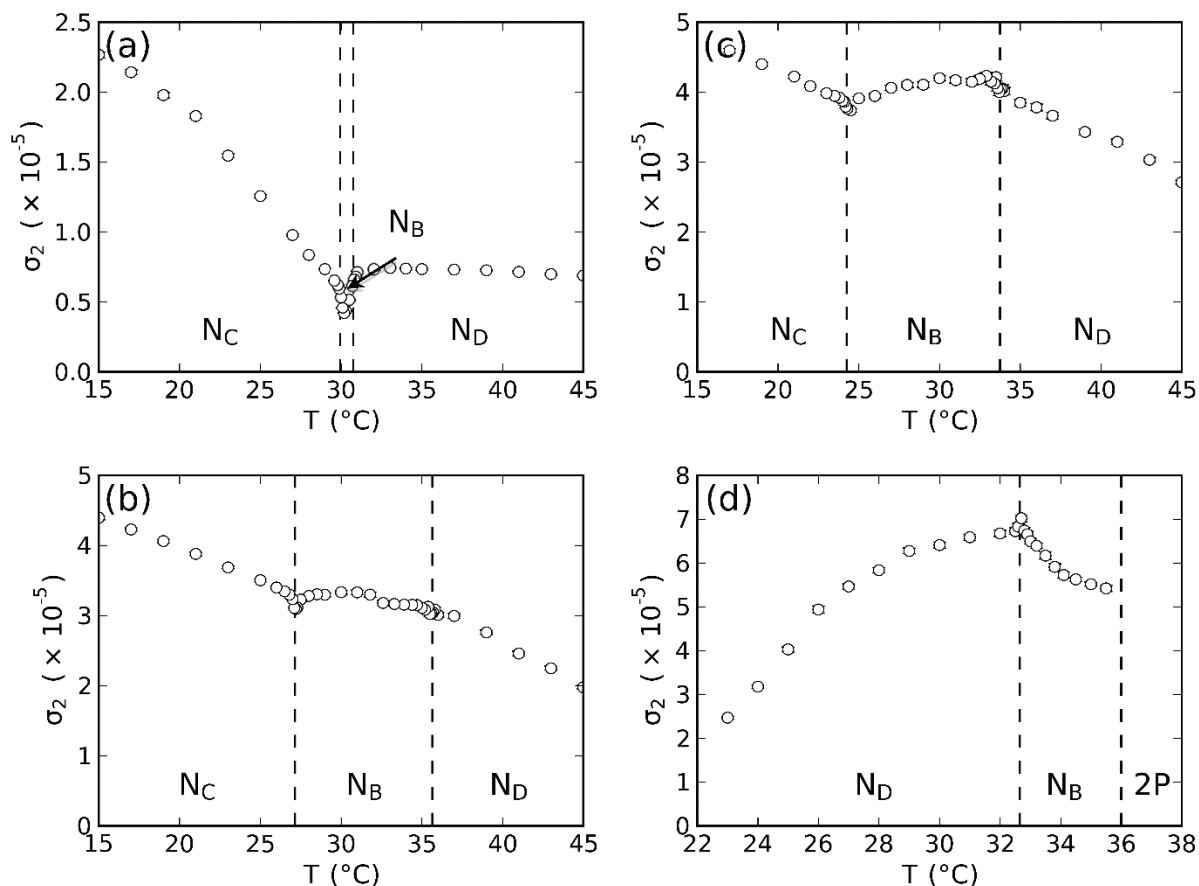 (a)
2.5
2.0
1.5
1.0
0.5
0.0
σ2 ( × 10-5)
NB
NC
ND
15 20 25 30 35 40 45
T (°C)
(c)
5
4
3
2
1
0
σ2 ( × 10-5)
NC NB ND
15 20 25 30 35 40 45
T (°C)
(b)
5
4
3
2
1
0
σ2 ( × 10-5)
NC NB ND
15 20 25 30 35 40 45
T (°C)
(d)
8
7
6
5
4
3
2
1
0
σ2 ( × 10-5)
ND NB 2P
22 24 26 28 30 32 34 36 38
T (°C)